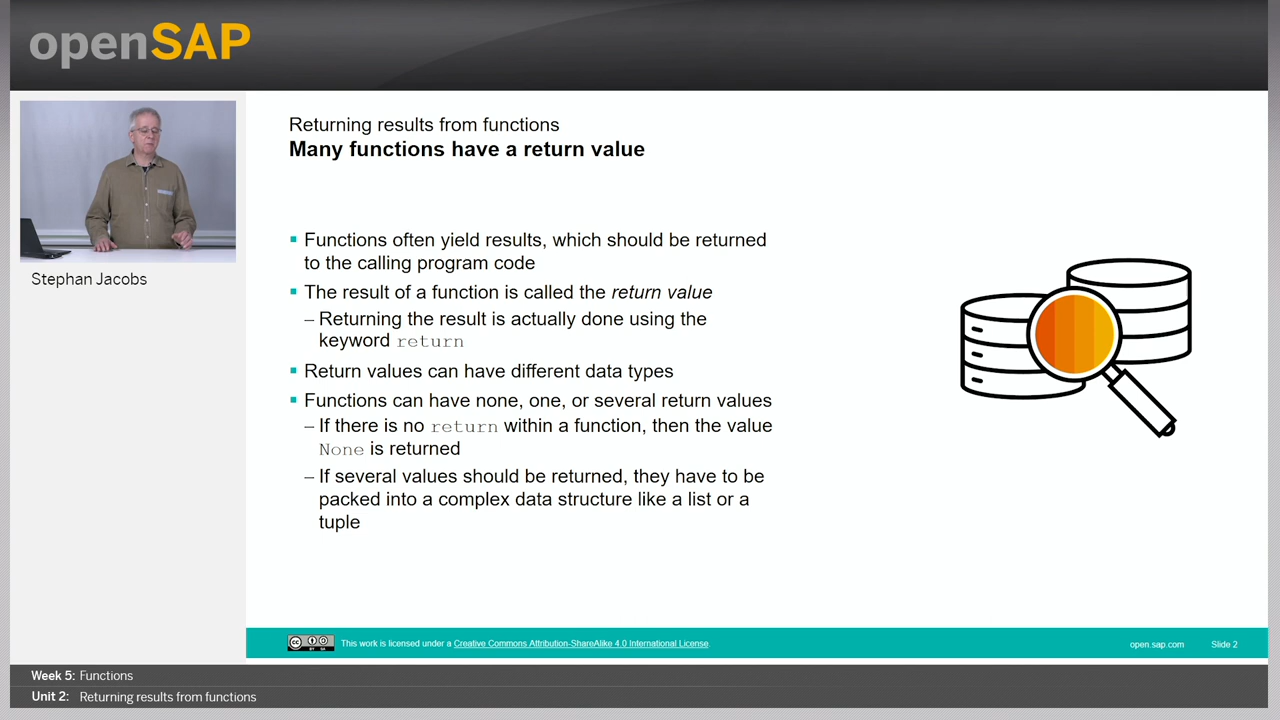 openSAP
Stephan Jacobs
Returning results from functions
Many functions have a return value
▪ Functions often yield results, which should be returned
to the calling program code
▪ The result of a function is called the return value
– Returning the result is actually done using the
keyword return
▪ Return values can have different data types
▪ Functions can have none, one, or several return values
– If there is no return within a function, then the value
None is returned
– If several values should be returned, they have to be
packed into a complex data structure like a list or a
tuple
This work is licensed under a Creative Commons Attribution-ShareAlike 4.0 International License.
open.sap.com Slide 2
Week 5: Functions
Unit 2: Returning results from functions